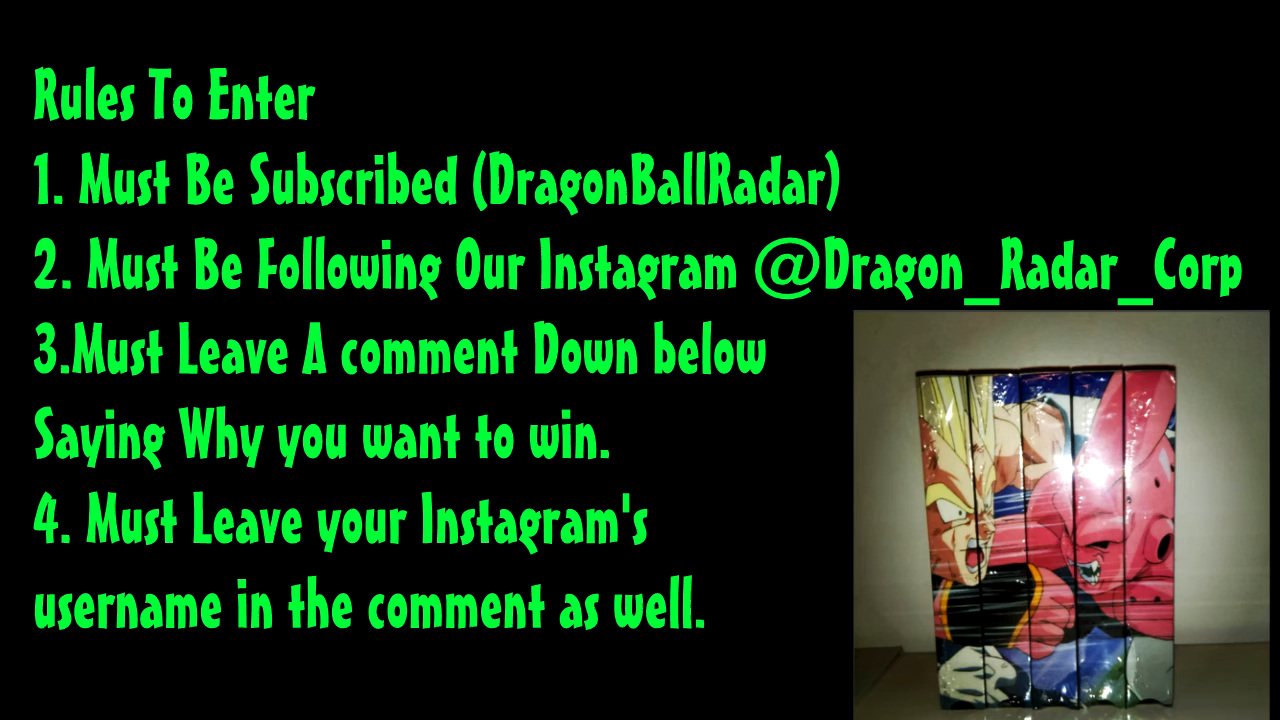 Rules To Enter
1. Must Be Subscribed (DragonBallRadar)
2. Must Be Following Our Instagram @Dragon_Radar_Corp
3.Must Leave A comment Down below
Saying Why you want to win.
4. Must Leave your Instagram's
username in the comment as well.